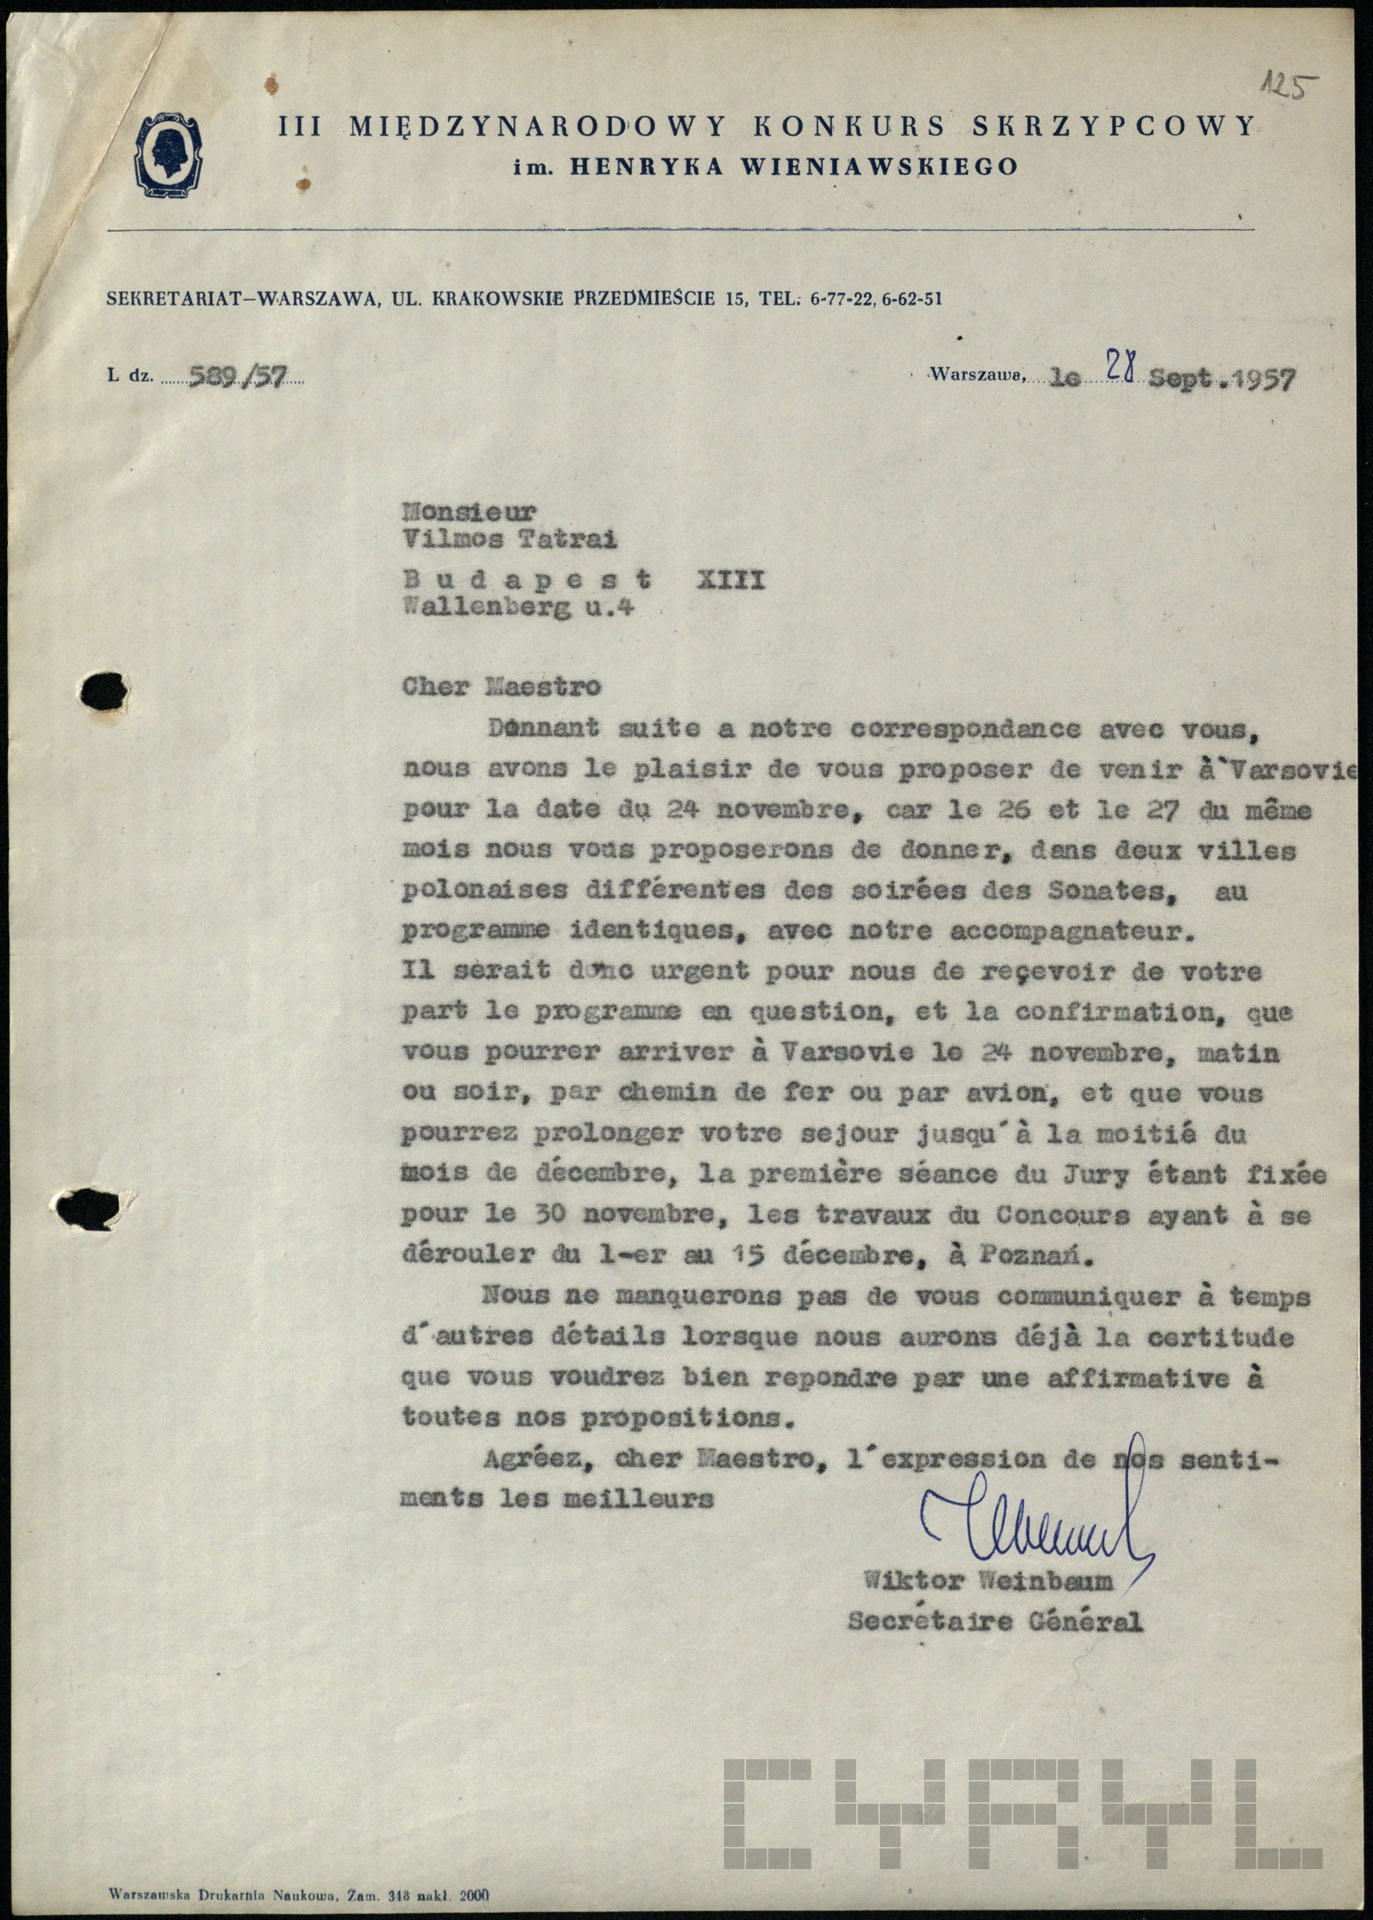 125
III MIĘDZYNARODOWY KONKURS SKRZYPCOWY
im. HENRYKA WIENIAWSKIEGO
SEKRETARIAT—WARSZAWA, UL. KRAKOWSKIE PRZEDMIEŚCIE 15, TEL. 6-77-22, 6-62-51
L dz. 589/57 Warszawa, le 28 Sept.1957
Monsieur
Vilmos Tatrai
Budapest XIII
Wallenberg u.4
Cher Maestro
Donnant suite a notre correspondance avec vous,
nous avons le plaisir de vous proposer de venir à Varsovie
pour la date du 24 novembre, car le 26 et le 27 du même
mois nous vous proposerons de donner, dans deux villes
polonaises différentes des soirées des Sonates, au
programme identiques, avec notre accompagnateur.
Il serait donc urgent pour nous de reçevoir de votre
part le programme en question, et la confirmation, que
vous pourrer arriver à Varsovie le 24 novembre, matin
ou soir, par chemin de fer ou par avion, et que vous
pourrez prolonger votre sejour jusqu´à la moitié du
mois de décembre, la première séance du Jury étant fixée
pour le 30 novembre, les travaux du Concours ayant à se
dérouler du 1-er au 15 décembre, à Poznań.
Nous ne manquerons pas de vous communiquer à temps
d´autres détails lorsque nous aurons déjà la certitude
que vous voudrez bien repondre par une affirmative à
toutes nos propositions.
Agréez, cher Maestro, l´expression de nos senti-
ments les meilleurs
Wiktor Weinbaum
Secrétaire Général
CYRYL
Warszawska Drukarnia Naukowa, Zam. 348 nakł. 2000